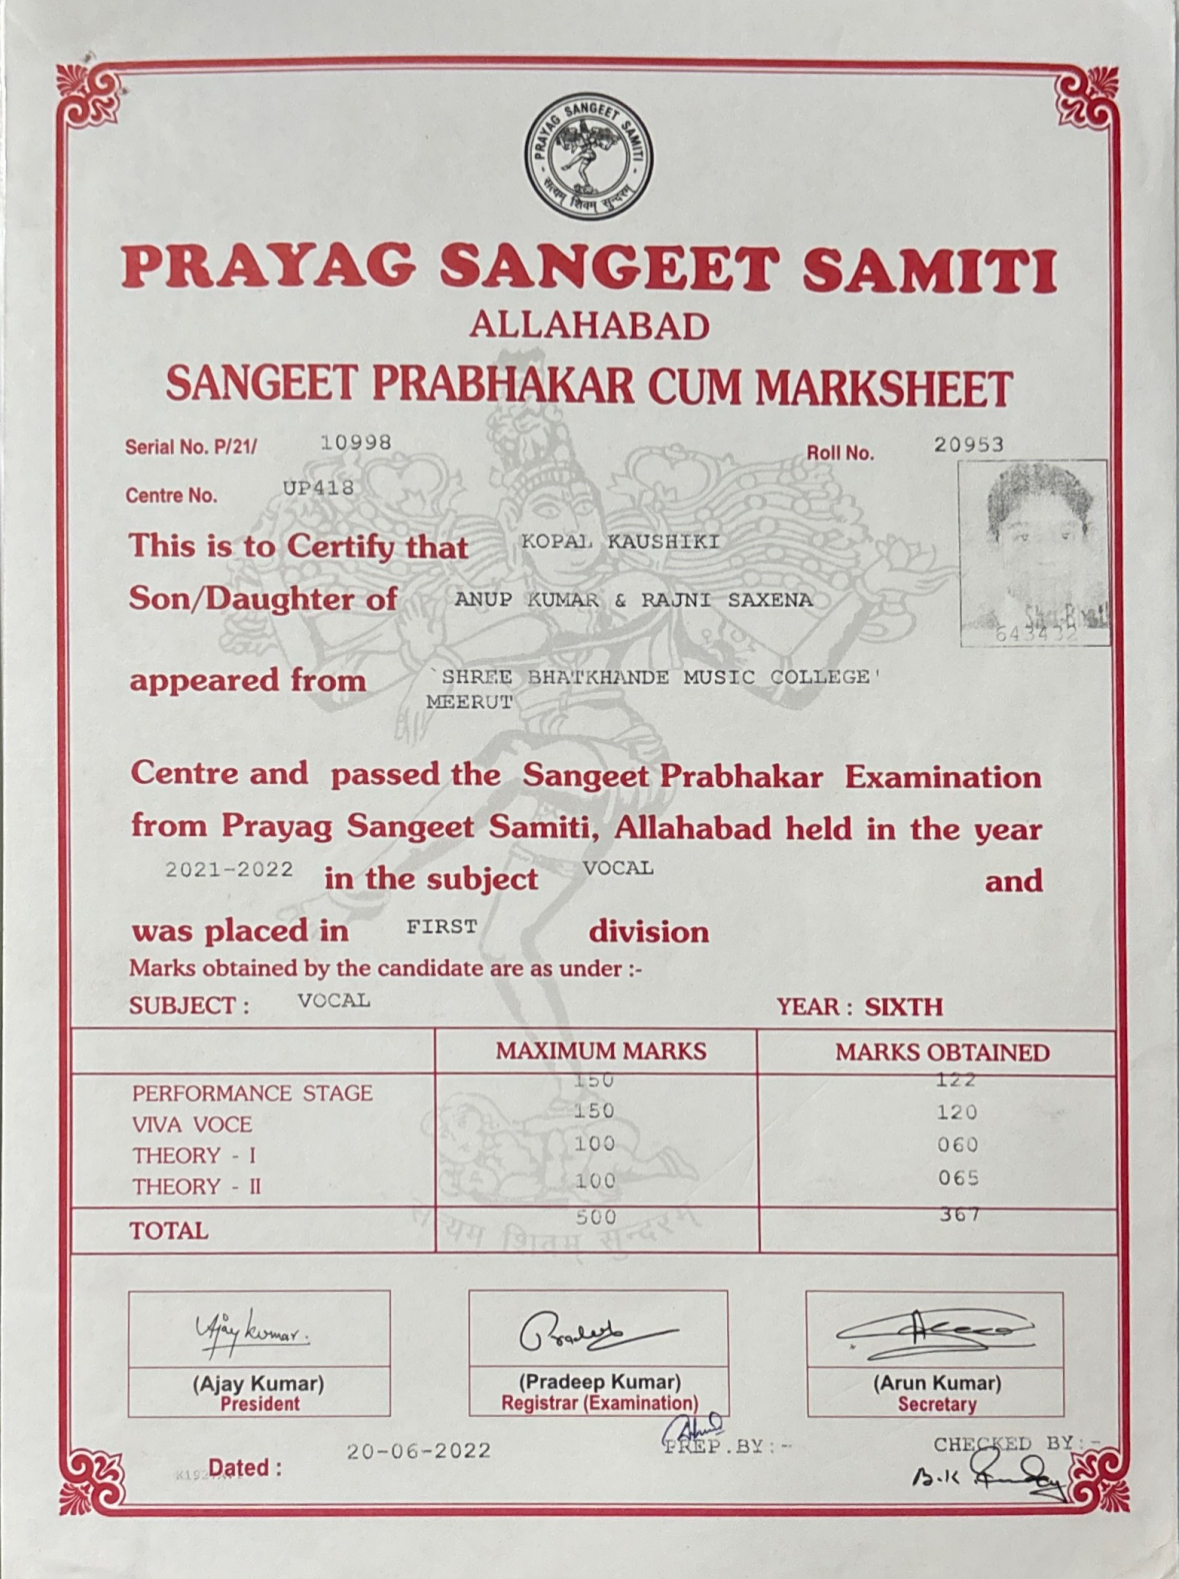 PRAYAG SANGEET SAMITI
सत्यम् शिवम् सुन्दरम्
PRAYAG SANGEET SAMITI
ALLAHABAD
SANGEET PRABHAKAR CUM MARKSHEET
Serial No. P/21/ 10998 Roll No. 20953
Centre No. UP418
This is to Certify that KOPAL KAUSHIKI
Son/Daughter of ANUP KUMAR & RAJNI SAXENA
643432
appeared from `SHREE BHATKHANDE MUSIC COLLEGE'
MEERUT
Centre and passed the Sangeet Prabhakar Examination
from Prayag Sangeet Samiti, Allahabad held in the year
2021-2022 in the subject VOCAL and
was placed in FIRST division
Marks obtained by the candidate are as under :-
SUBJECT : VOCAL YEAR : SIXTH
MAXIMUM MARKS MARKS OBTAINED
PERFORMANCE STAGE 150 122
VIVA VOCE 150 120
THEORY - I 100 060
THEORY - II 100 065
TOTAL 500 367
सत्यम शिवम् सुन्दरम्
Ajay kumar.
(Ajay Kumar) (Pradeep Kumar) (Arun Kumar)
President Registrar (Examination) Secretary
Dated : 20-06-2022 PREP.BY:- CHECKED BY:-
B.K